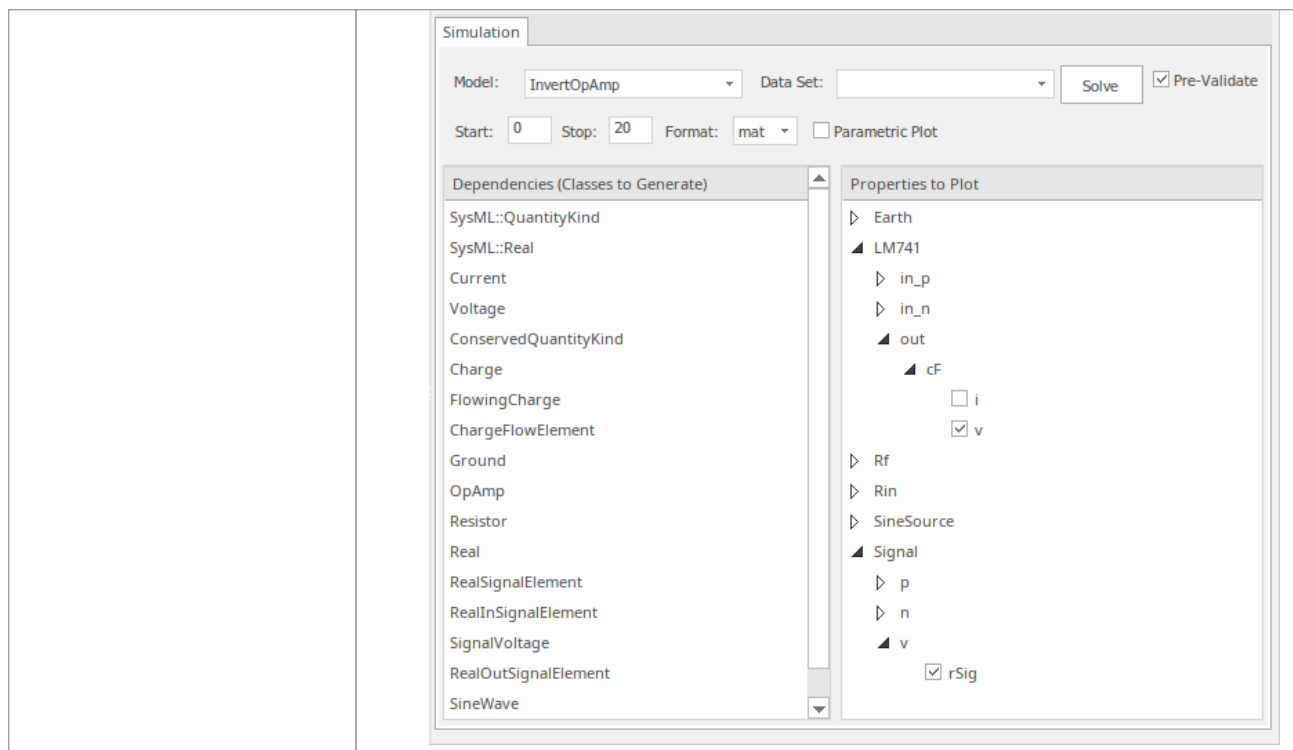 Simulation
Model: InvertOpAmp Data Set: Solve Pre-Validate
Start: 0 Stop: 20 Format: mat Parametric Plot
Dependencies (Classes to Generate)
SysML::QuantityKind
SysML::Real
Current
Voltage
ConservedQuantityKind
Charge
FlowingCharge
ChargeFlowElement
Ground
OpAmp
Resistor
Real
RealSignalElement
RealInSignalElement
SignalVoltage
RealOutSignalElement
SineWave
Properties to Plot
Earth
LM741
in_p
in_n
out
cF
i
v
Rf
Rin
SineSource
Signal
p
n
v
rSig